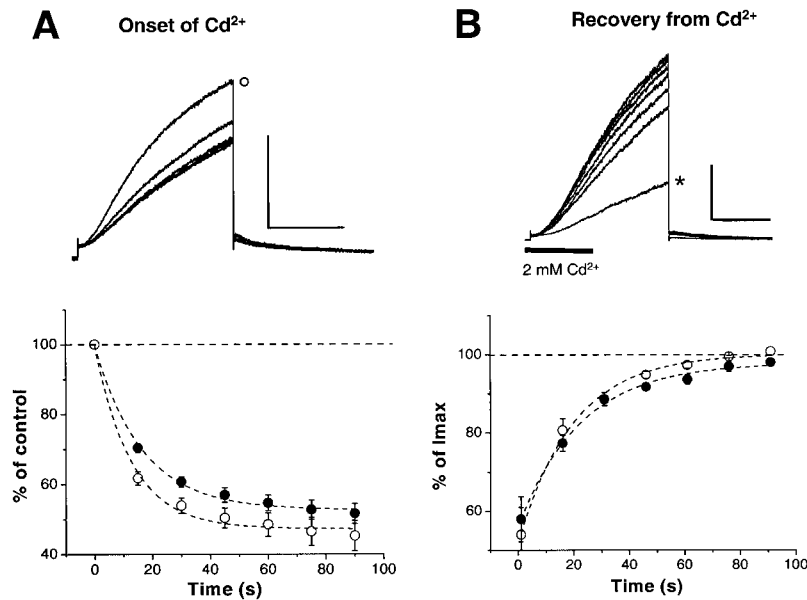 A
Onset of Cd²⁺
B
Recovery from Cd²⁺
*
2 mM Cd²⁺
% of control
100
80
60
40
0
20
40
60
80
100
Time (s)
% of Imax
100
80
60
0
20
40
60
80
100
Time (s)